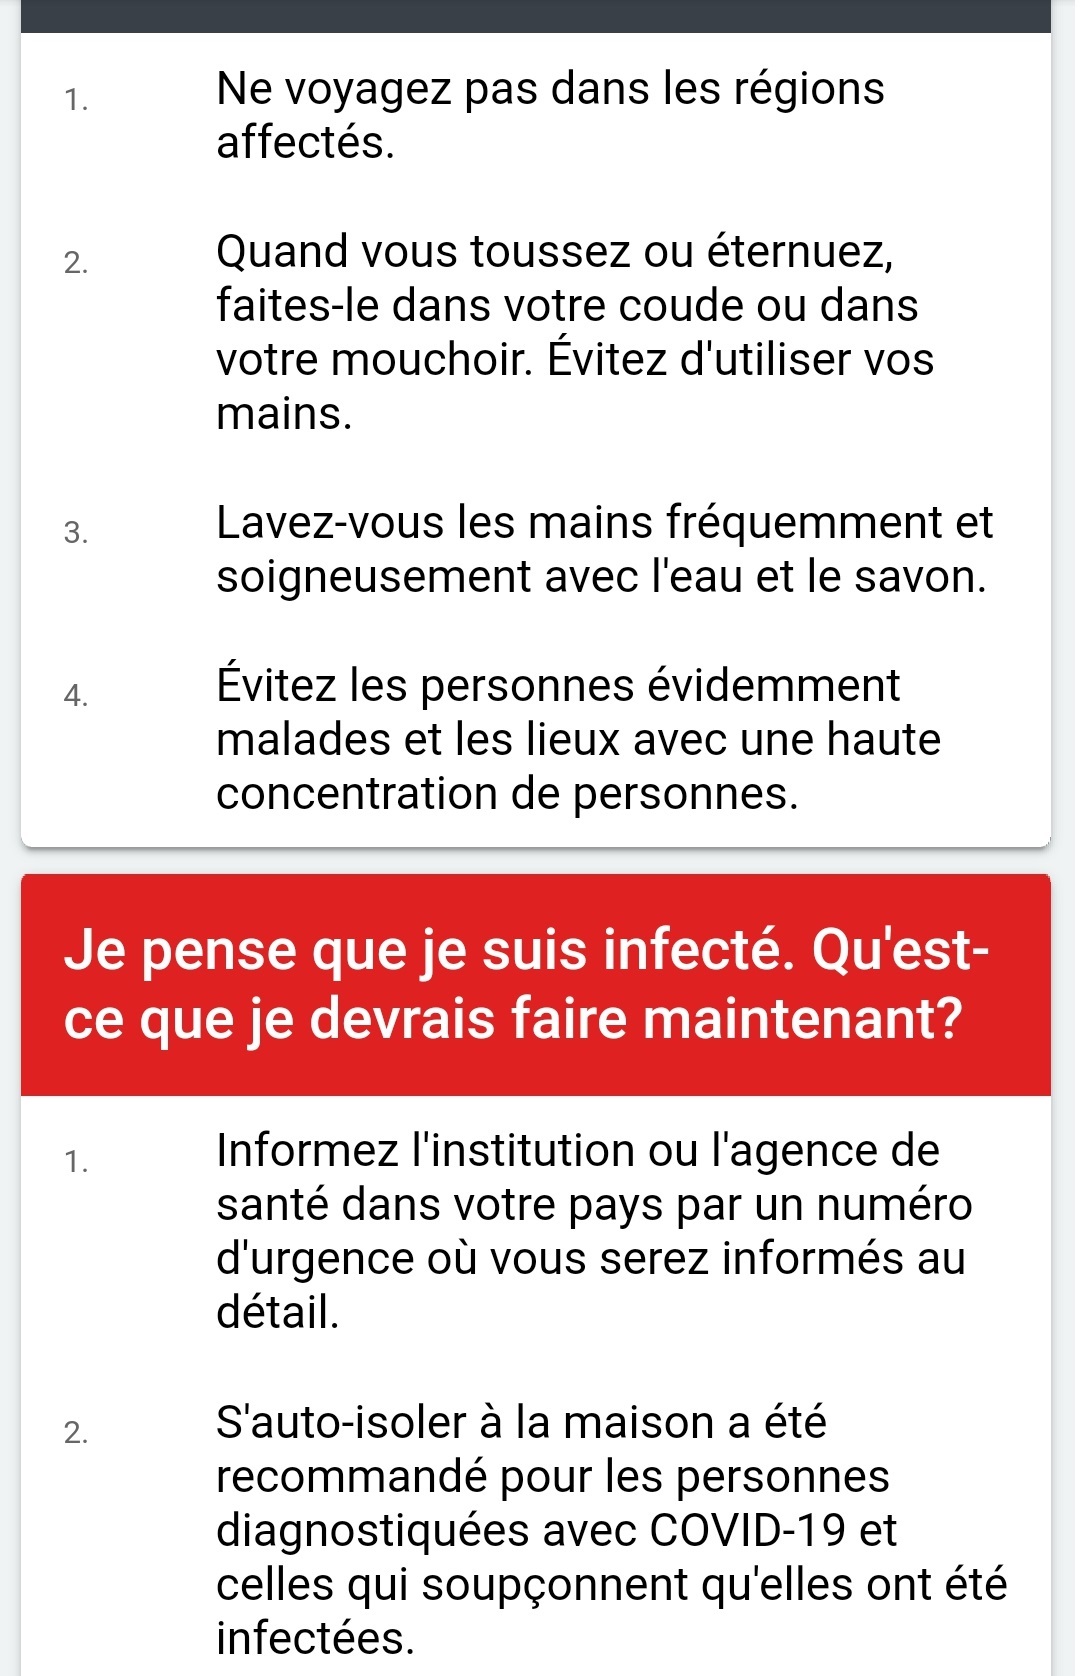 1. Ne voyagez pas dans les régions
affectés.
2. Quand vous toussez ou éternuez,
faites-le dans votre coude ou dans
votre mouchoir. Évitez d'utiliser vos
mains.
3. Lavez-vous les mains fréquemment et
soigneusement avec l'eau et le savon.
4. Évitez les personnes évidemment
malades et les lieux avec une haute
concentration de personnes.
Je pense que je suis infecté. Qu'est-
ce que je devrais faire maintenant?
1. Informez l'institution ou l'agence de
santé dans votre pays par un numéro
d'urgence où vous serez informés au
détail.
2. S'auto-isoler à la maison a été
recommandé pour les personnes
diagnostiquées avec COVID-19 et
celles qui soupçonnent qu'elles ont été
infectées.